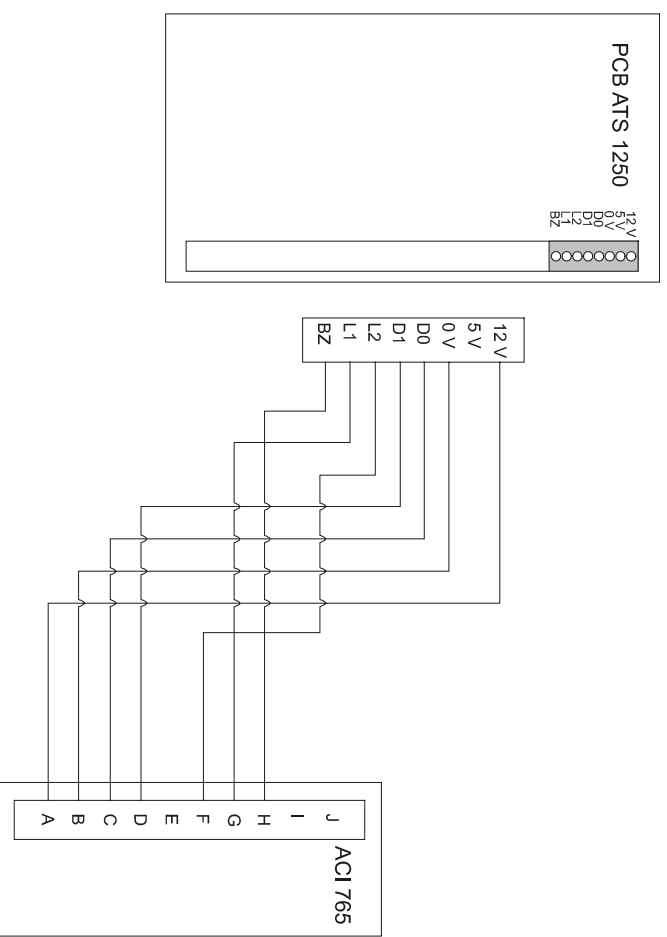 PCB ATS 1250
12 V
5 V
0 V
D0
D1
L2
L1
BZ
12 V
5 V
0 V
D0
D1
L2
L1
BZ
ACI 765
J
I
H
G
F
E
D
C
B
A